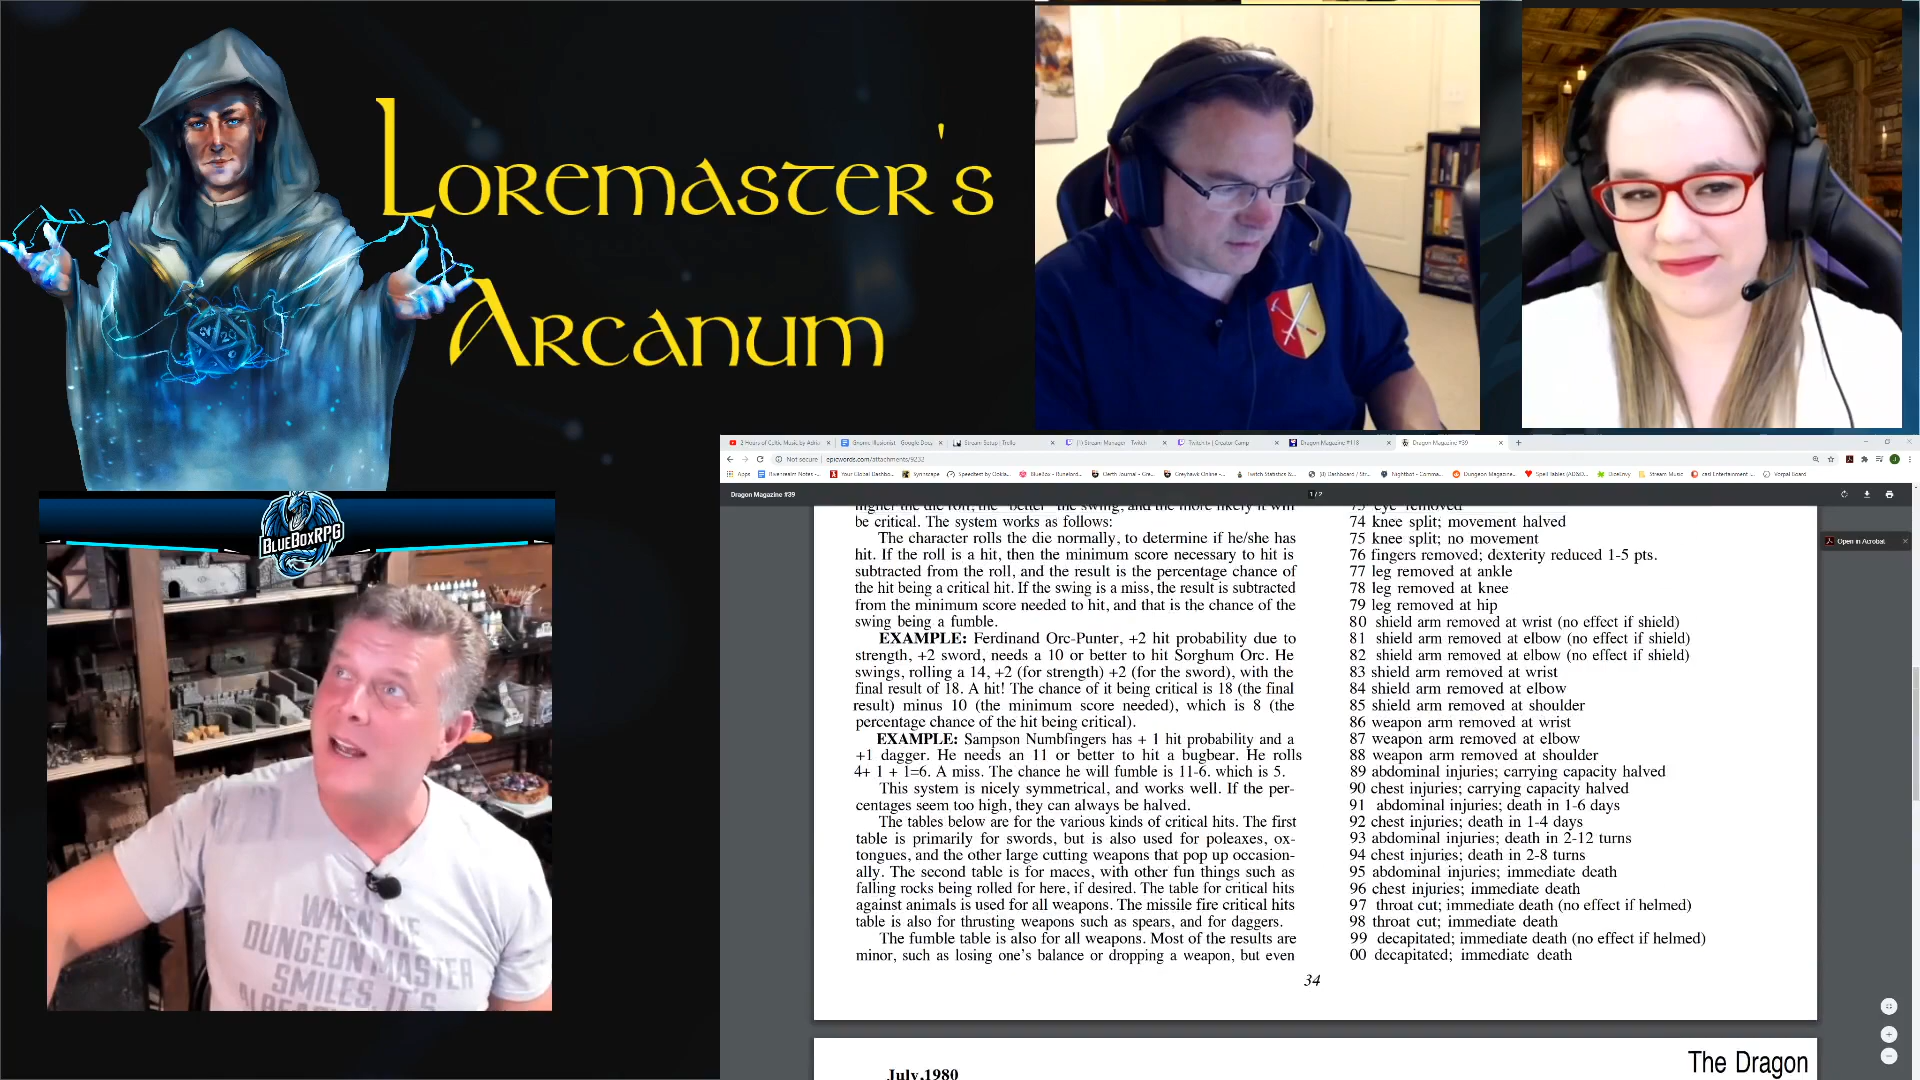 Loremaster's
Arcanum
BLUEBOXRPG
WHEN THE
DUNGEON MASTER
SMILES, IT'S
Dragon Magazine #118
Dragon Magazine #39
Not secure
epicwords.com/attachments/9232
Apps
Dragon Magazine #39
1 / 2
Open in Acrobat
be critical. The system works as follows:
The character rolls the die normally, to determine if he/she has
hit. If the roll is a hit, then the minimum score necessary to hit is
subtracted from the roll, and the result is the percentage chance of
the hit being a critical hit. If the swing is a miss, the result is subtracted
from the minimum score needed to hit, and that is the chance of the
swing being a fumble.
EXAMPLE: Ferdinand Orc-Punter, +2 hit probability due to
strength, +2 sword, needs a 10 or better to hit Sorghum Orc. He
swings, rolling a 14, +2 (for strength) +2 (for the sword), with the
final result of 18. A hit! The chance of it being critical is 18 (the final
result) minus 10 (the minimum score needed), which is 8 (the
percentage chance of the hit being critical).
EXAMPLE: Sampson Numbfingers has + 1 hit probability and a
+1 dagger. He needs an 11 or better to hit a bugbear. He rolls
4+ 1 + 1=6. A miss. The chance he will fumble is 11-6. which is 5.
This system is nicely symmetrical, and works well. If the per-
centages seem too high, they can always be halved.
The tables below are for the various kinds of critical hits. The first
table is primarily for swords, but is also used for poleaxes, ox-
tongues, and the other large cutting weapons that pop up occasion-
ally. The second table is for maces, with other fun things such as
falling rocks being rolled for here, if desired. The table for critical hits
against animals is used for all weapons. The missile fire critical hits
table is also for thrusting weapons such as spears, and for daggers.
The fumble table is also for all weapons. Most of the results are
minor, such as losing one's balance or dropping a weapon, but even
74 knee split; movement halved
75 knee split; no movement
76 fingers removed; dexterity reduced 1-5 pts.
77 leg removed at ankle
78 leg removed at knee
79 leg removed at hip
80 shield arm removed at wrist (no effect if shield)
81 shield arm removed at elbow (no effect if shield)
82 shield arm removed at elbow (no effect if shield)
83 shield arm removed at wrist
84 shield arm removed at elbow
85 shield arm removed at shoulder
86 weapon arm removed at wrist
87 weapon arm removed at elbow
88 weapon arm removed at shoulder
89 abdominal injuries; carrying capacity halved
90 chest injuries; carrying capacity halved
91 abdominal injuries; death in 1-6 days
92 chest injuries; death in 1-4 days
93 abdominal injuries; death in 2-12 turns
94 chest injuries; death in 2-8 turns
95 abdominal injuries; immediate death
96 chest injuries; immediate death
97 throat cut; immediate death (no effect if helmed)
98 throat cut; immediate death
99 decapitated; immediate death (no effect if helmed)
00 decapitated; immediate death
34
The Dragon
July,1980